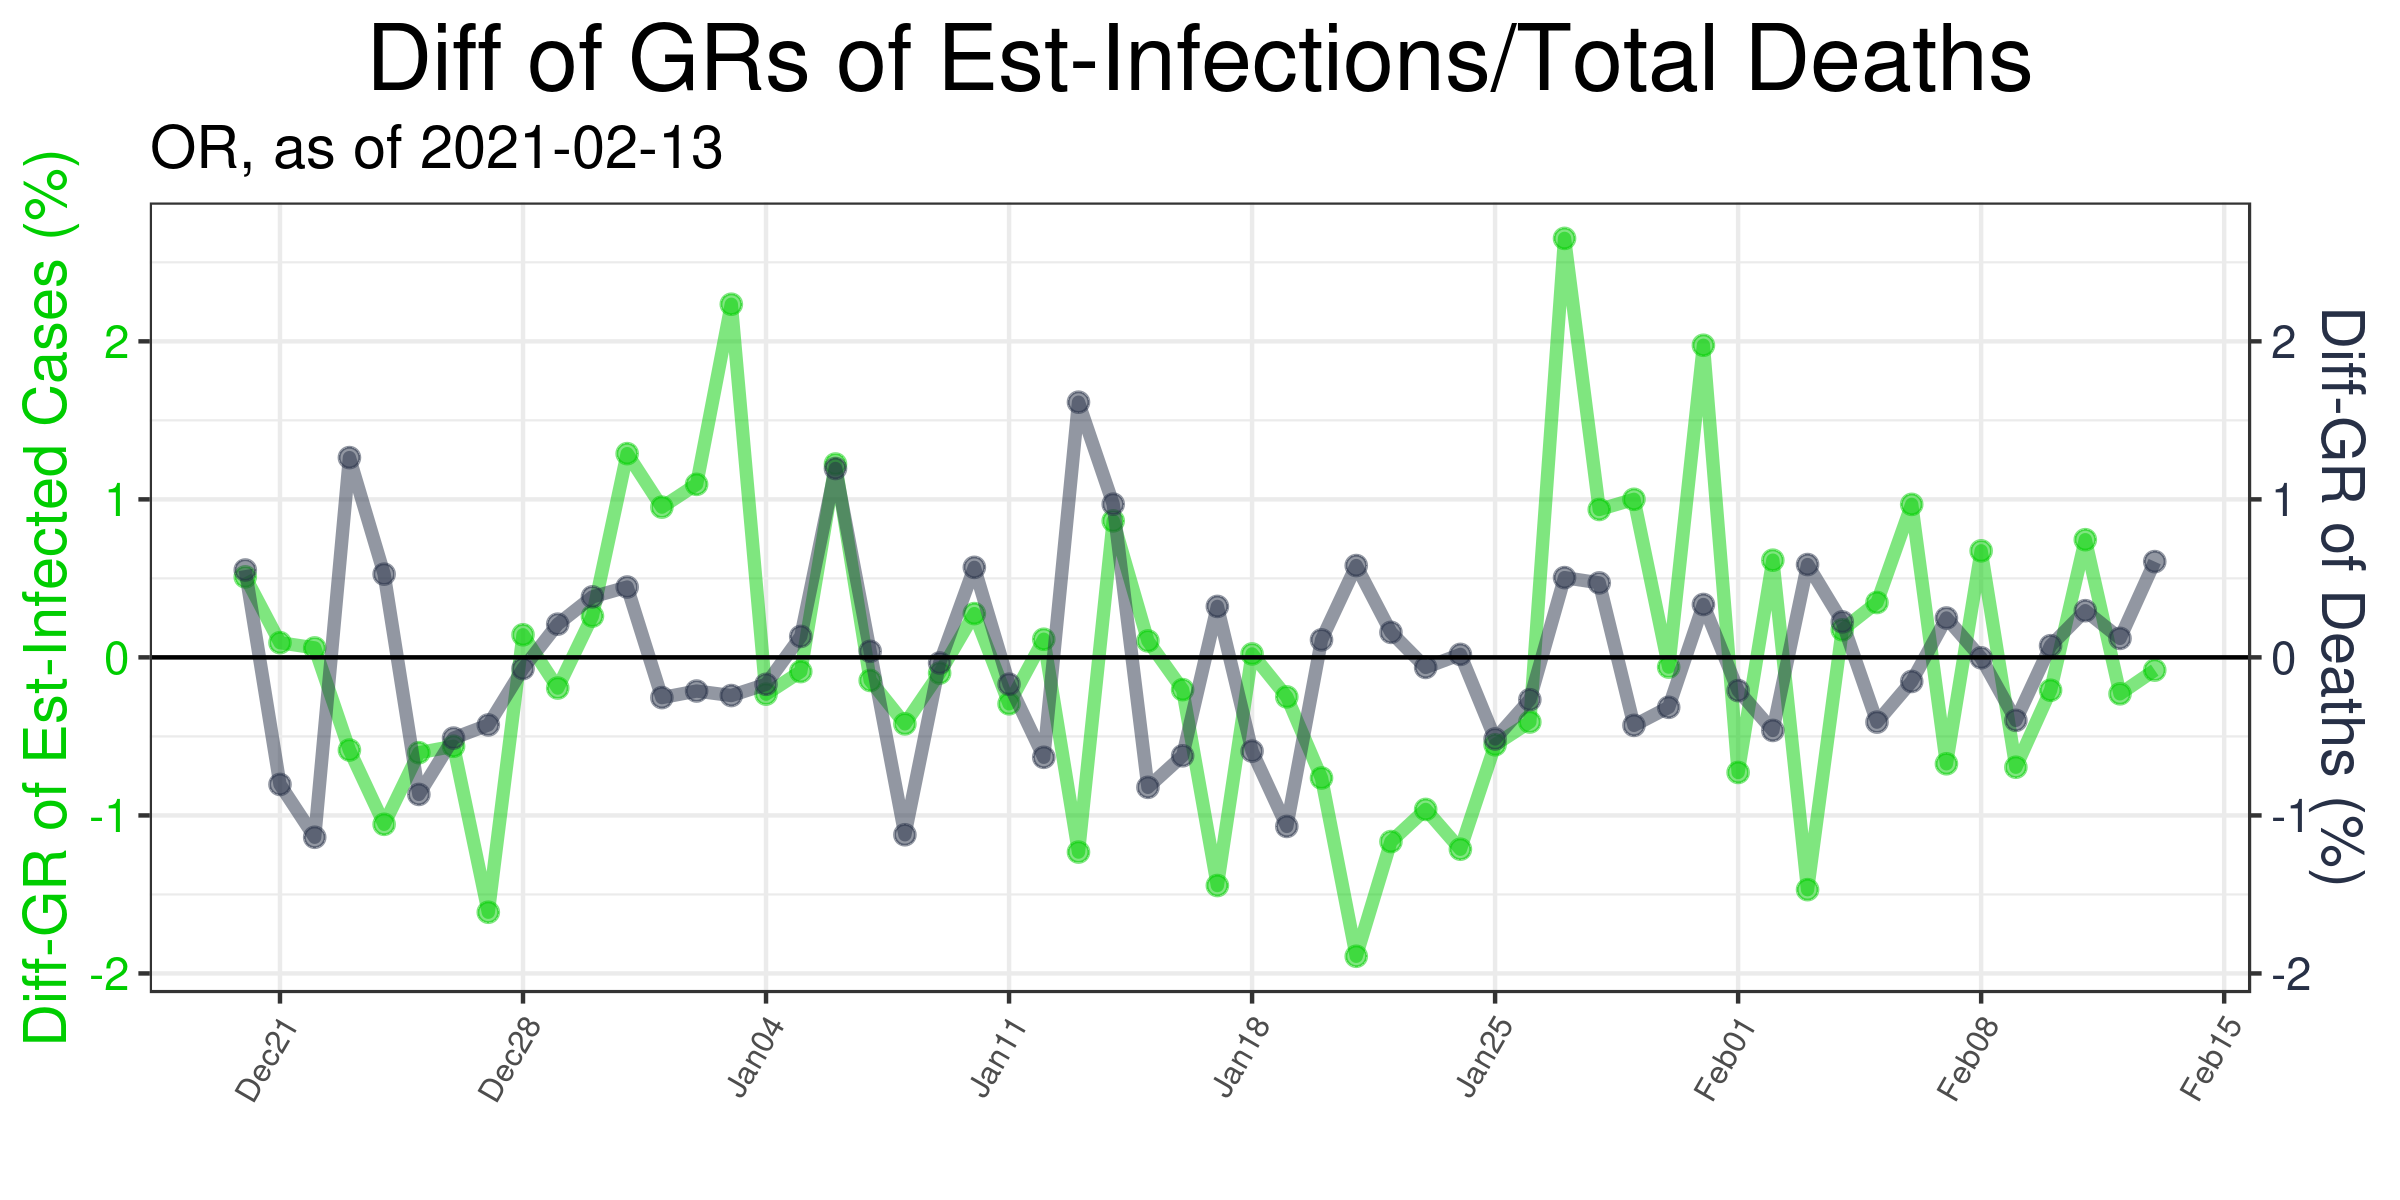 Diff of GRs of Est-Infections/Total Deaths
OR, as of 2021-02-13
Diff-GR of Est-Infected Cases (%)
2
1
0
-1
-2
2
1
0
-1
-2
Diff-GR of Deaths (%)
Dec21
Dec28
Jan04
Jan11
Jan18
Jan25
Feb01
Feb08
Feb15